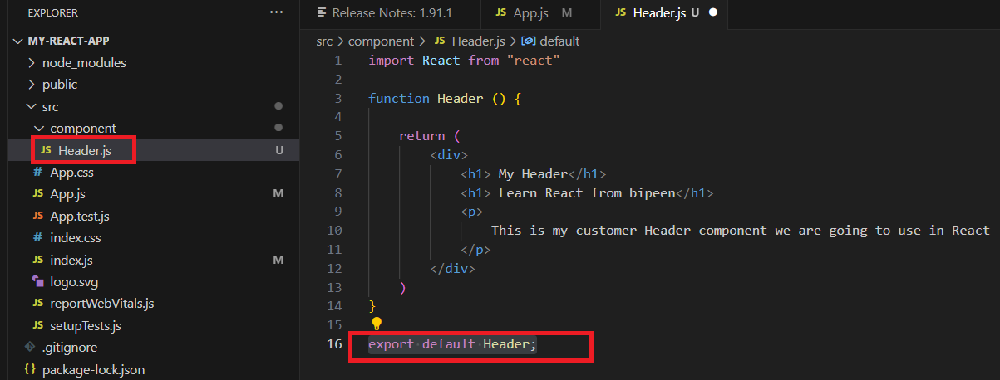 EXPLORER ...
MY-REACT-APP
node_modules
public
src
component
JS Header.js U
# App.css
JS App.js M
JS App.test.js
# index.css
JS index.js M
logo.svg
JS reportWebVitals.js
JS setupTests.js
.gitignore
{} package-lock.json
Release Notes: 1.91.1 JS App.js M JS Header.js U
src > component > JS Header.js > default
1 import React from "react"
2
3 function Header () {
4
5 return (
6 <div>
7 <h1> My Header</h1>
8 <h1> Learn React from bipeen</h1>
9 <p>
10 This is my customer Header component we are going to use in React
11 </p>
12 </div>
13 )
14 }
15
16 export default Header;